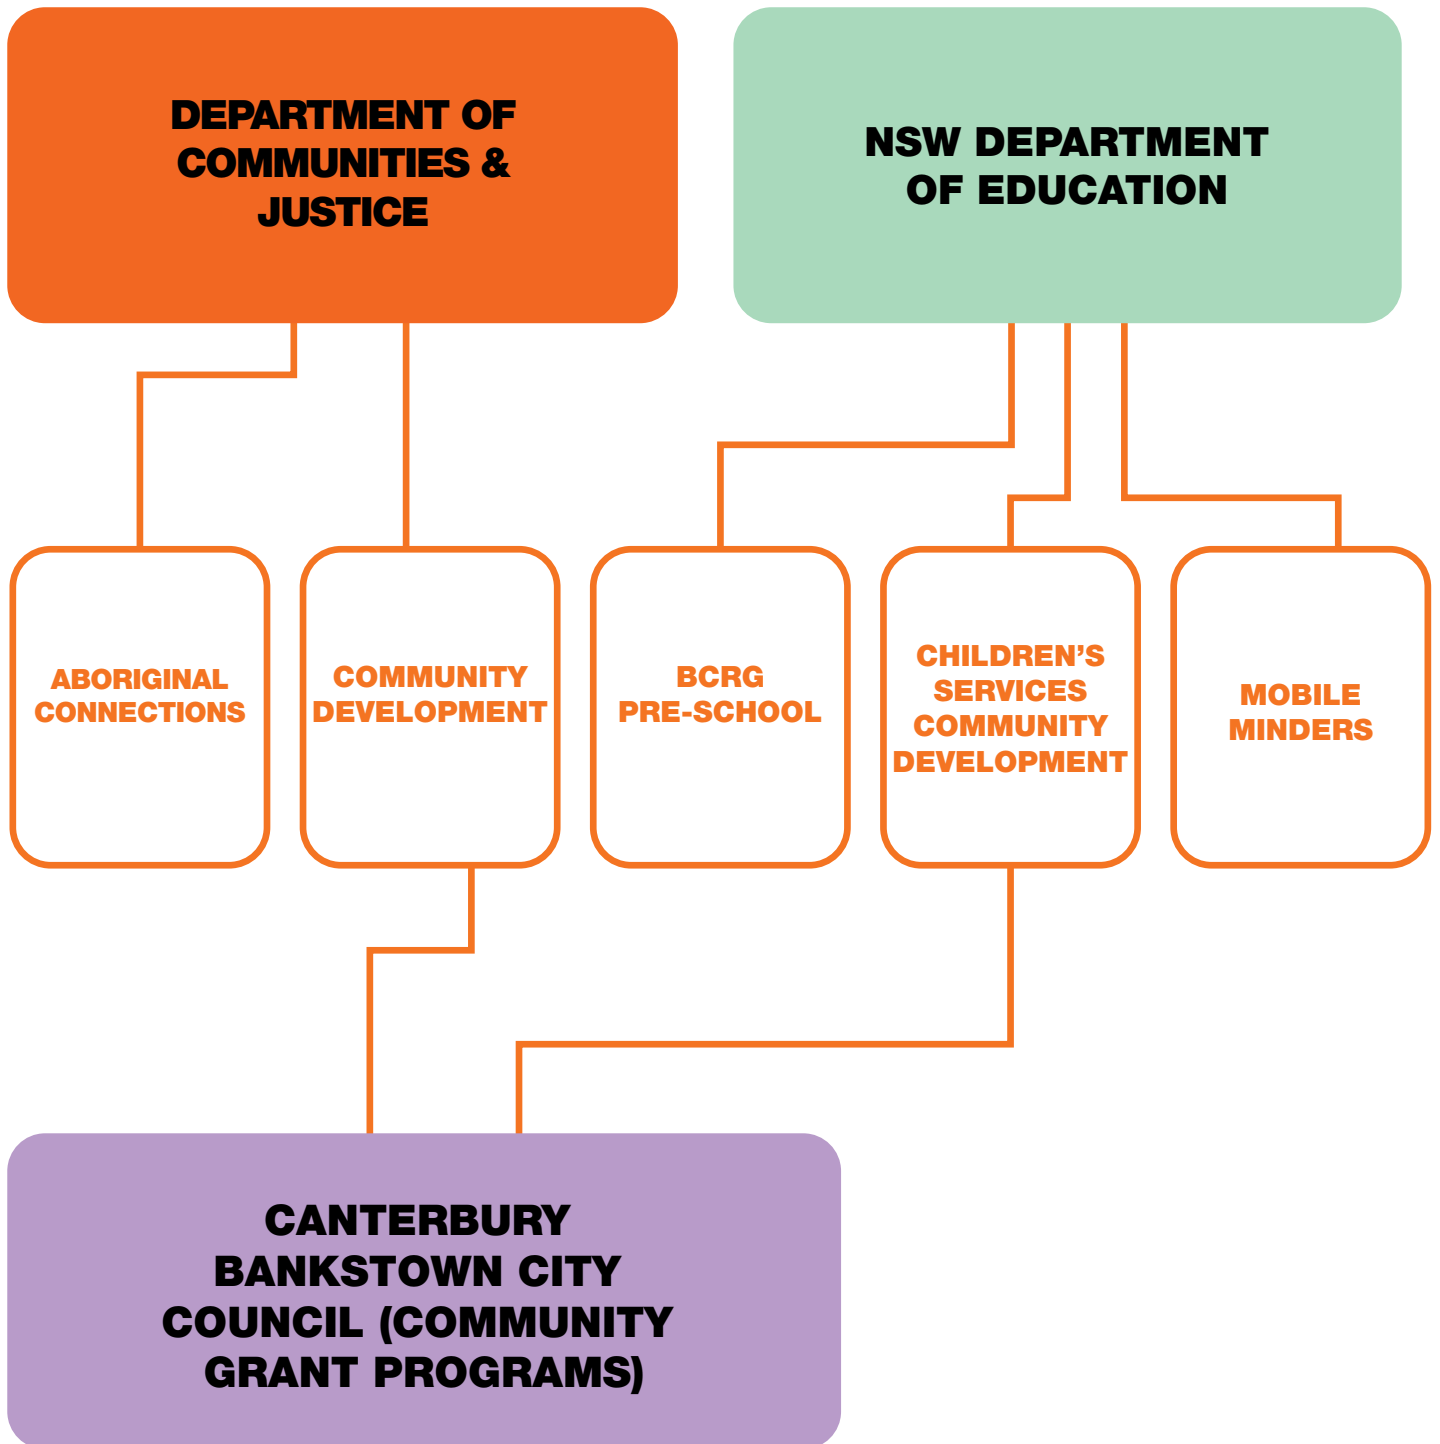 DEPARTMENT OF
COMMUNITIES &
JUSTICE
NSW DEPARTMENT
OF EDUCATION
ABORIGINAL
CONNECTIONS
COMMUNITY
DEVELOPMENT
BCRG
PRE-SCHOOL
CHILDREN’S
SERVICES
COMMUNITY
DEVELOPMENT
MOBILE
MINDERS
CANTERBURY
BANKSTOWN CITY
COUNCIL (COMMUNITY
GRANT PROGRAMS)